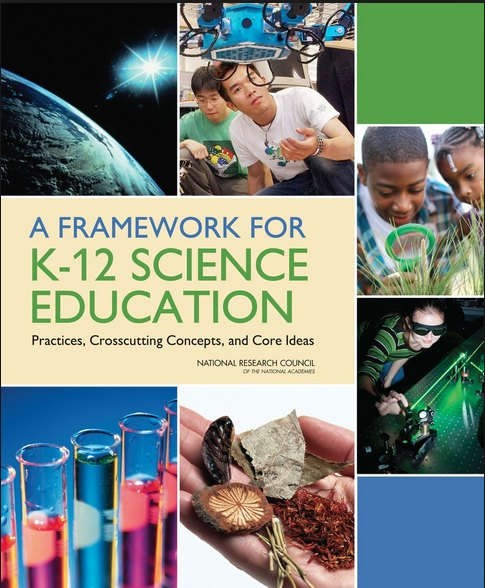 A FRAMEWORK FOR
K-12 SCIENCE
EDUCATION
Practices, Crosscutting Concepts, and Core Ideas
NATIONAL RESEARCH COUNCIL
OF THE NATIONAL ACADEMIES